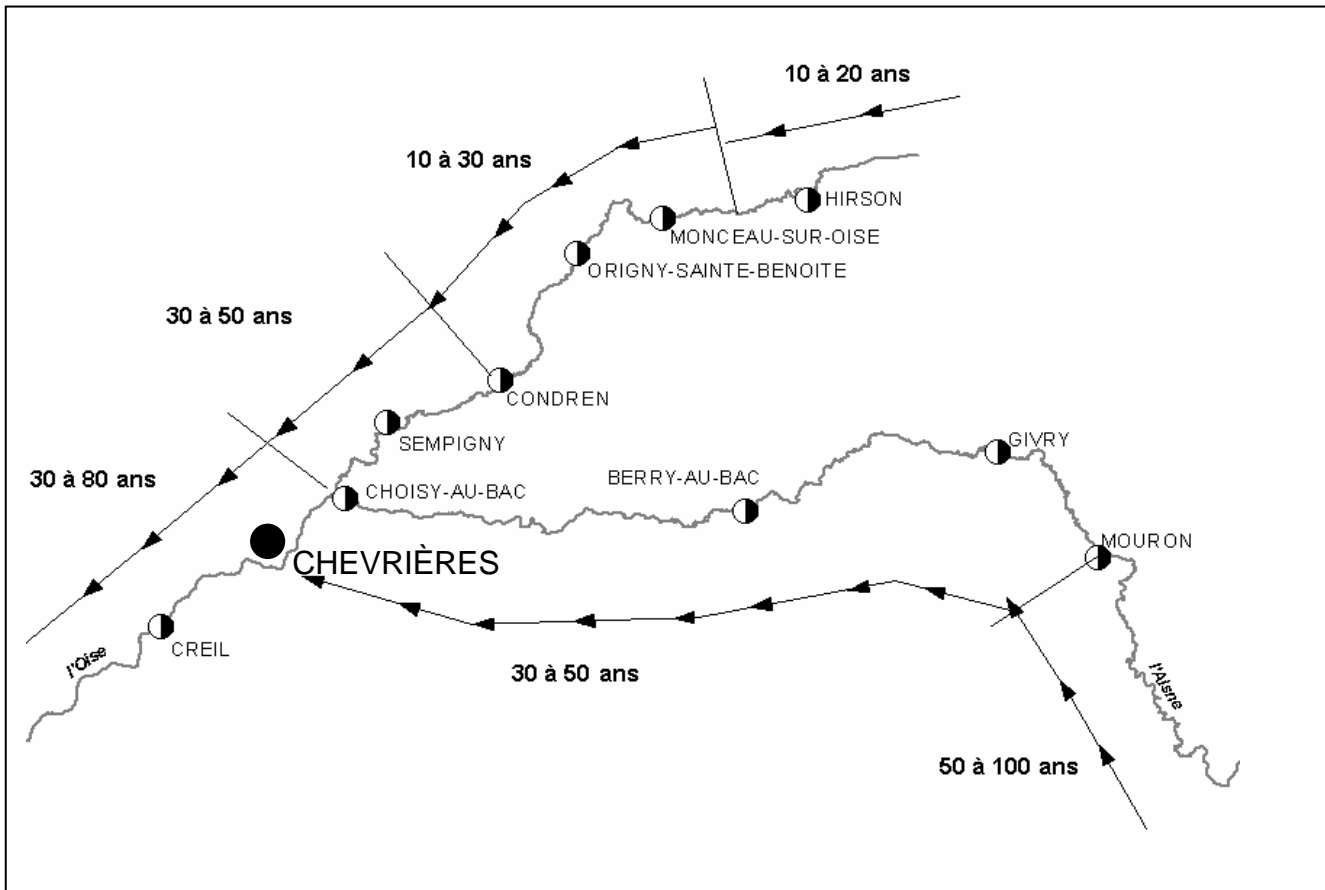 10 à 20 ans
10 à 30 ans
HIRSON
MONCEAU-SUR-OISE
ORIGNY-SAINTE-BENOITE
30 à 50 ans
CONDREN
SEMPIGNY
GIVRY
30 à 80 ans
CHOISY-AU-BAC
BERRY-AU-BAC
MOURON
CHEVRIÈRES
CREIL
l'Oise
30 à 50 ans
l'Aisne
50 à 100 ans